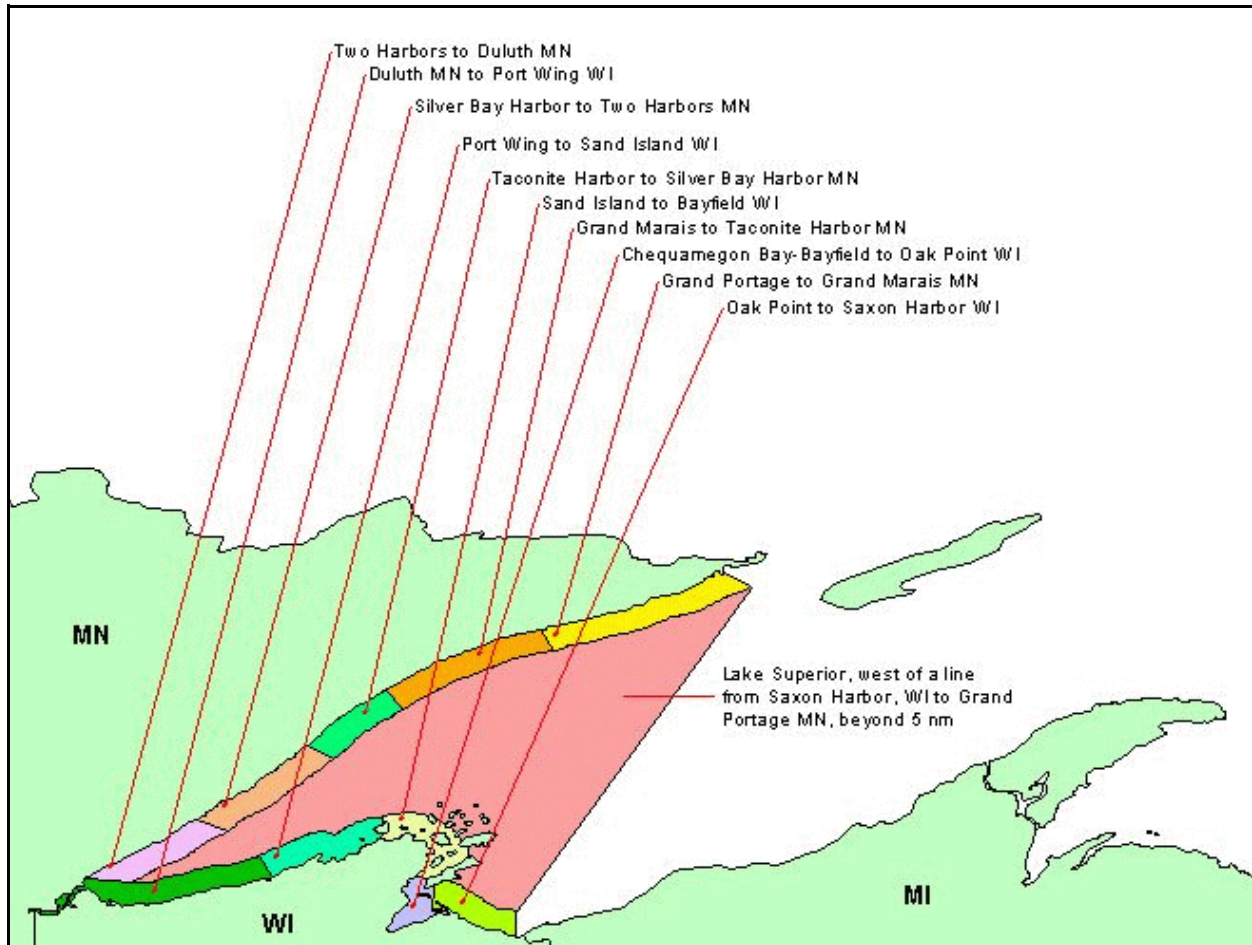 Two Harbors to Duluth MN
Duluth MN to Port Wing WI
Silver Bay Harbor to Two Harbors MN
Port Wing to Sand Island WI
Taconite Harbor to Silver Bay Harbor MN
Sand Island to Bayfield WI
Grand Marais to Taconite Harbor MN
Chequamegon Bay-Bayfield to Oak Point WI
Grand Portage to Grand Marais MN
Oak Point to Saxon Harbor WI
MN
Lake Superior, west of a line
from Saxon Harbor, WI to Grand
Portage MN, beyond 5 nm
WI
MI